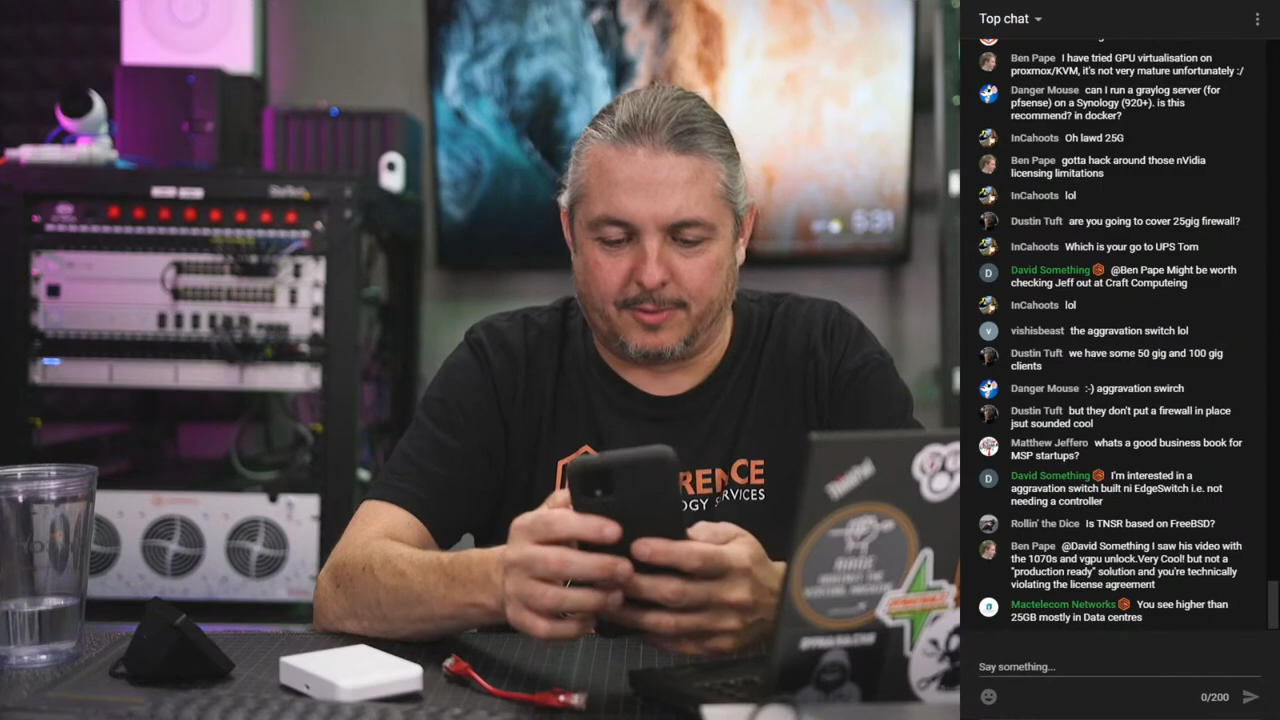 Top chat
Ben Pape I have tried GPU virtualisation on
proxmox/KVM, it's not very mature unfortunately :/
Danger Mouse can I run a graylog server (for
pfsense) on a Synology (920+). is this
recommend? in docker?
InCahoots Oh lawd 25G
Ben Pape gotta hack around those nVidia
licensing limitations
InCahoots lol
Dustin Tuft are you going to cover 25gig firewall?
InCahoots Which is your go to UPS Tom
David Something @Ben Pape Might be worth
checking Jeff out at Craft Computeing
InCahoots lol
vishisbeast the aggravation switch lol
Dustin Tuft we have some 50 gig and 100 gig
clients
Danger Mouse :-) aggravation swirch
Dustin Tuft but they don't put a firewall in place
jsut sounded cool
Matthew Jeffero whats a good business book for
MSP startups?
David Something I'm interested in a
aggravation switch built ni EdgeSwitch i.e. not
needing a controller
Rollin' the Dice Is TNSR based on FreeBSD?
Ben Pape @David Something I saw his video with
the 1070s and vgpu unlock.Very Cool! but not a
"production ready" solution and you're technically
violating the license agreement
Mactelecom Networks You see higher than
25GB mostly in Data centres
Say something...
0/200
5:31
RENCE
OGY S RVICES
ThinkPad